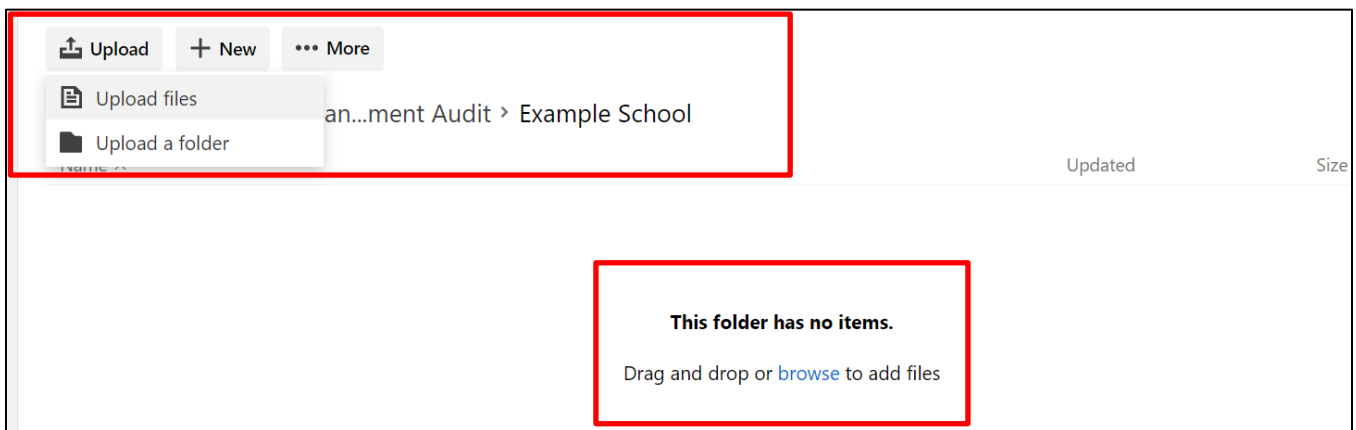 Upload + New ••• More
Upload files
an...ment Audit > Example School
Upload a folder
Name ^ Updated Size
This folder has no items.
Drag and drop or browse to add files